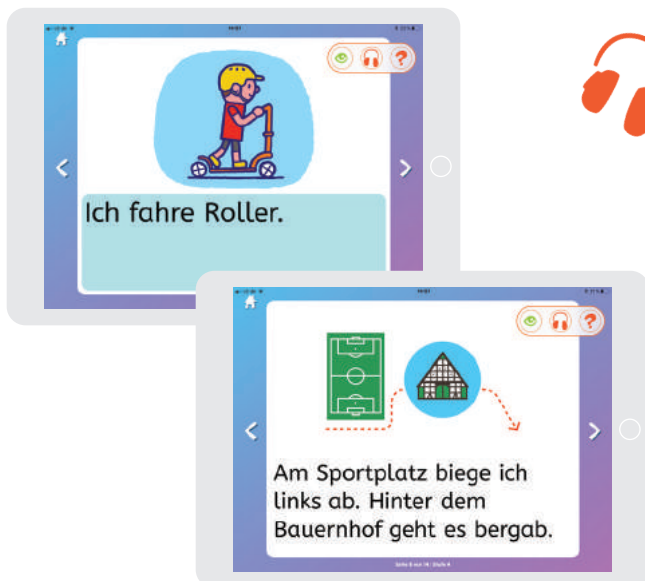 Ich fahre Roller.
?
?
Am Sportplatz biege ich
links ab. Hinter dem
Bauernhof geht es bergab.